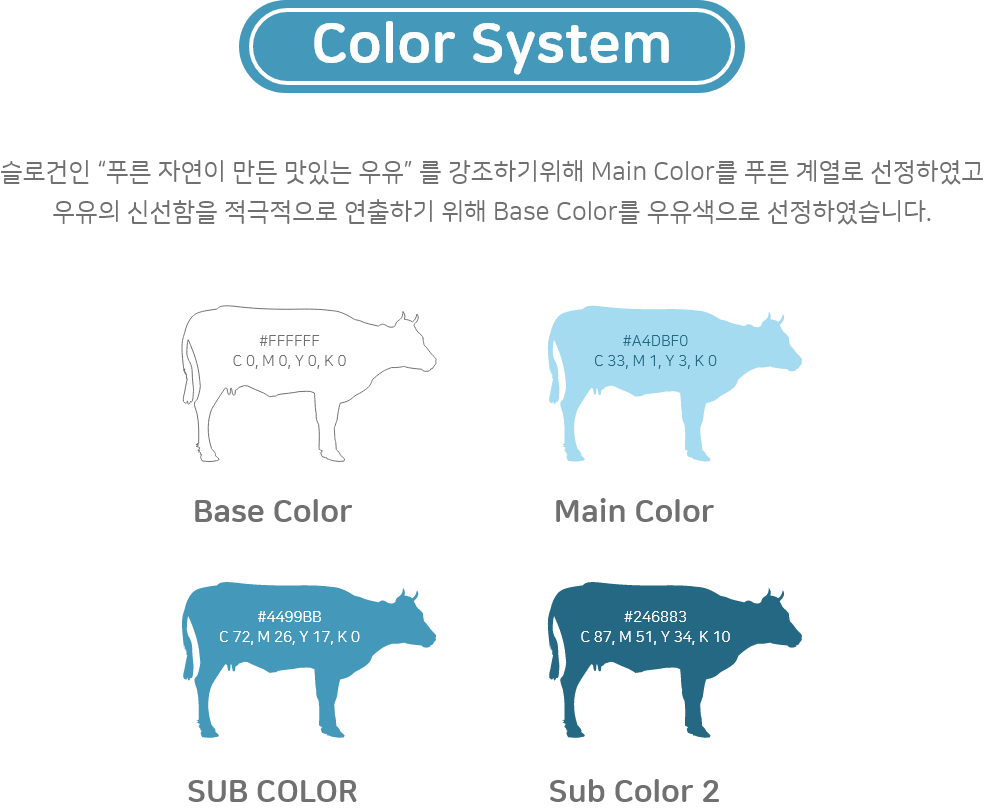 Color System
슬로건인 “푸른 자연이 만든 맛있는 우유” 를 강조하기위해 Main Color를 푸른 계열로 선정하였고
우유의 신선함을 적극적으로 연출하기 위해 Base Color를 우유색으로 선정하였습니다.
#FFFFFF
C 0, M 0, Y 0, K 0
Base Color
#A4DBF0
C 33, M 1, Y 3, K 0
Main Color
#4499BB
C 72, M 26, Y 17, K 0
SUB COLOR
#246883
C 87, M 51, Y 34, K 10
Sub Color 2